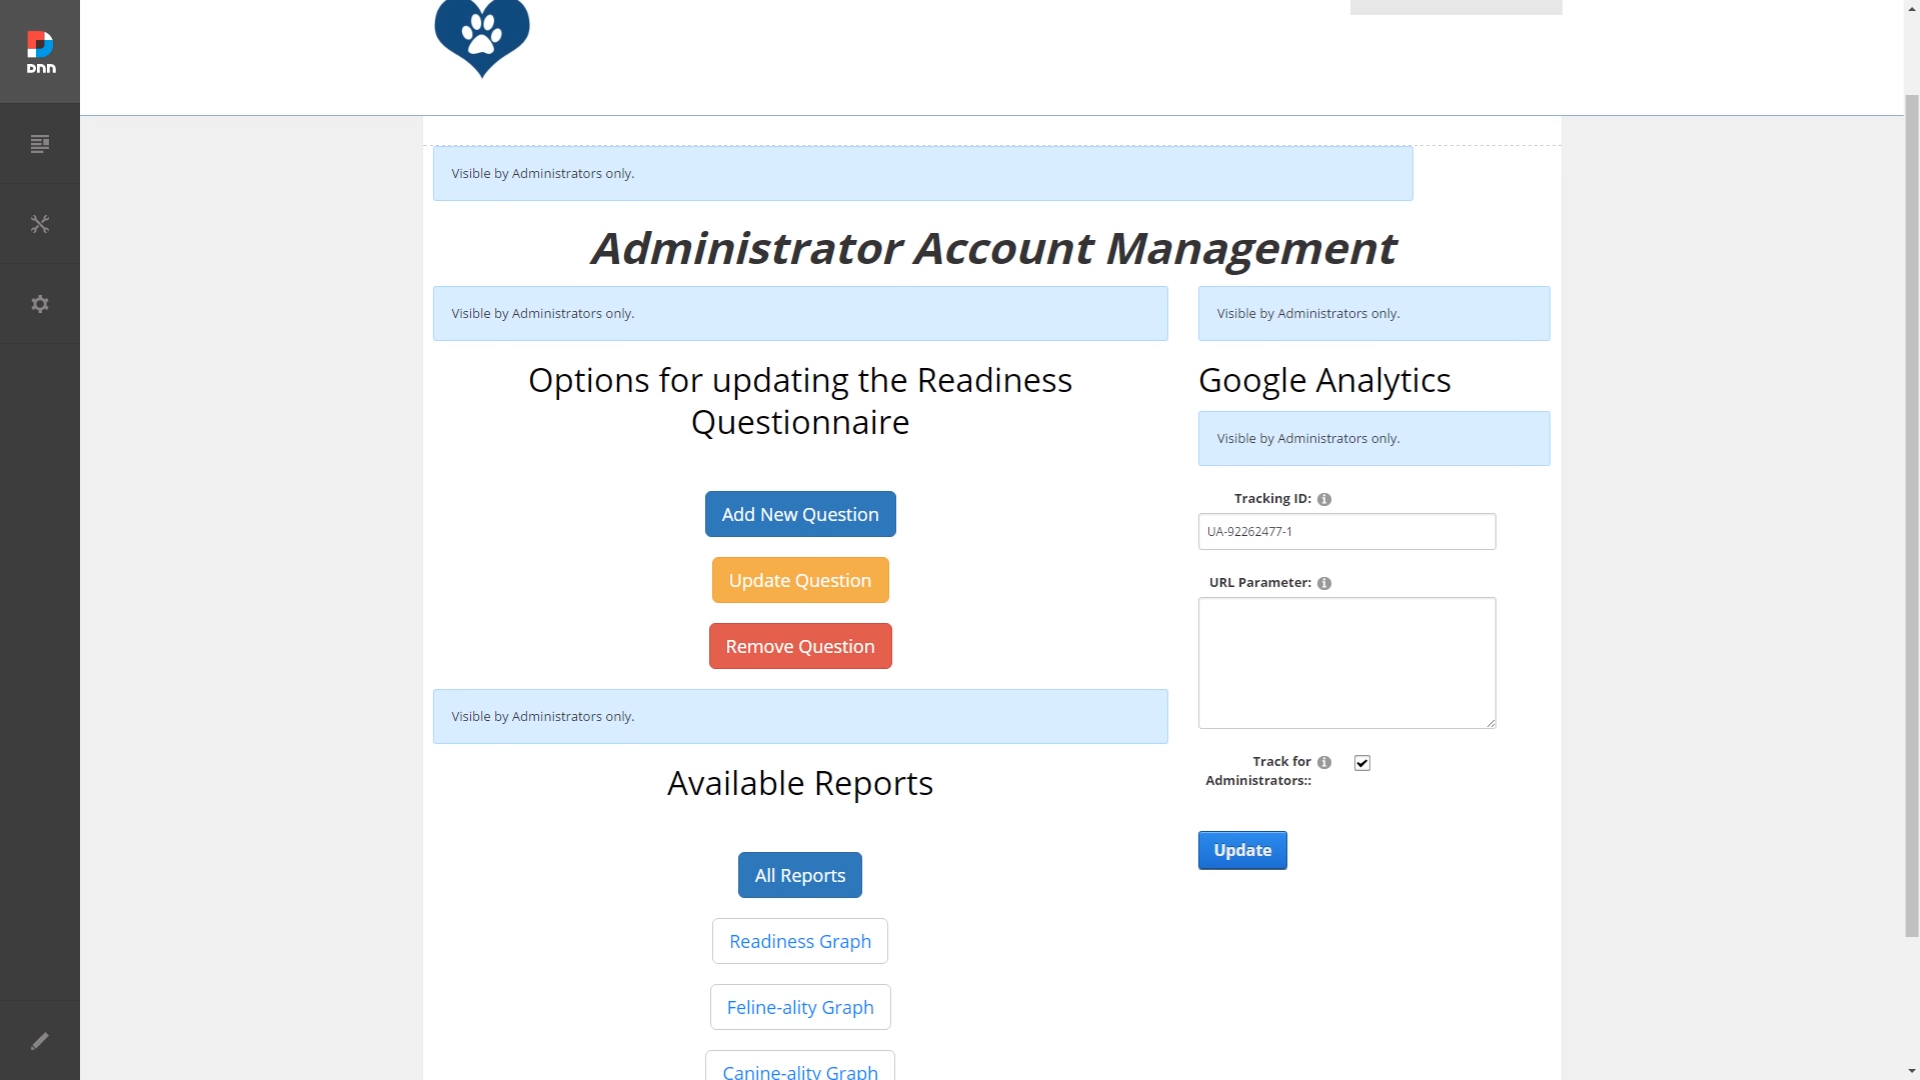 DNN
Visible by Administrators only.
Administrator Account Management
Visible by Administrators only.
Options for updating the Readiness
Questionnaire
Add New Question
Update Question
Remove Question
Visible by Administrators only.
Available Reports
All Reports
Readiness Graph
Feline-ality Graph
Canine-ality Graph
Visible by Administrators only.
Google Analytics
Visible by Administrators only.
Tracking ID:
UA-92262477-1
URL Parameter:
Track for
Administrators::
Update